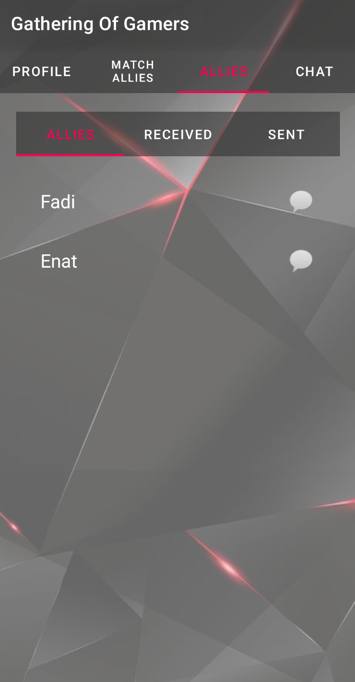 Gathering Of Gamers
PROFILE
MATCH
ALLIES
ALLIES
CHAT
ALLIES
RECEIVED
SENT
Fadi
Enat